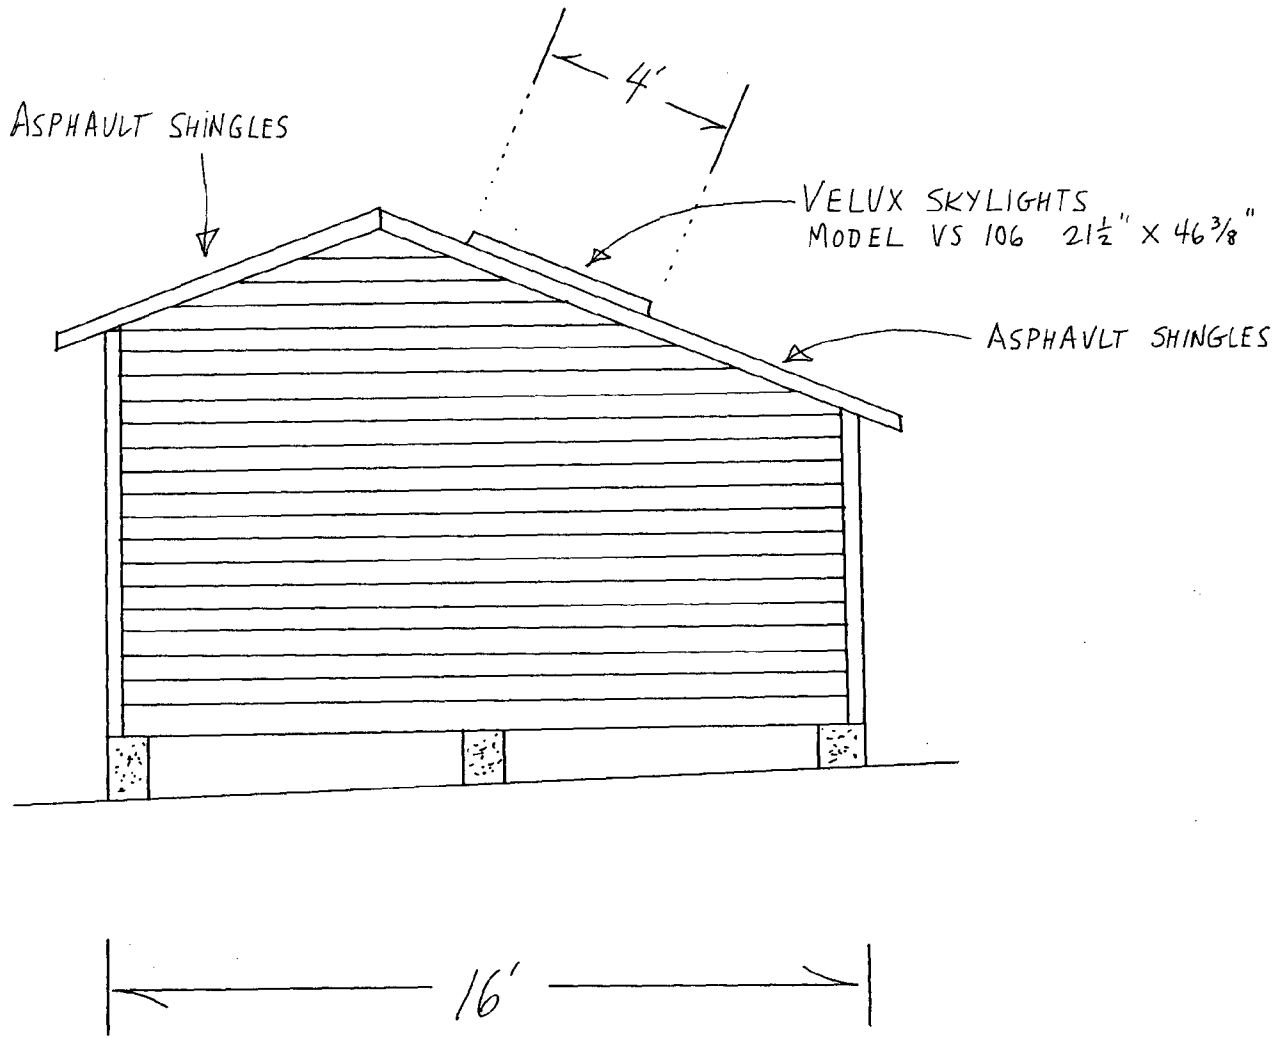 4'
ASPHAULT SHINGLES
VELUX SKYLIGHTS
MODEL VS 106 21½" X 46⅜"
ASPHAULT SHINGLES
16'